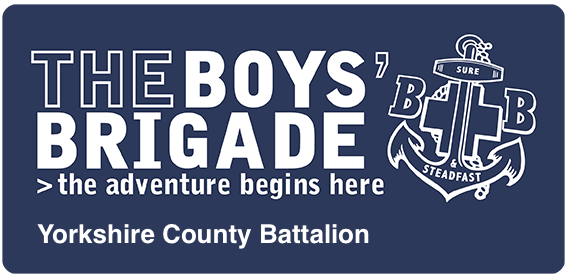 THE BOYS'
BRIGADE
> the adventure begins here
Yorkshire County Battalion
SURE
B B
& STEADFAST